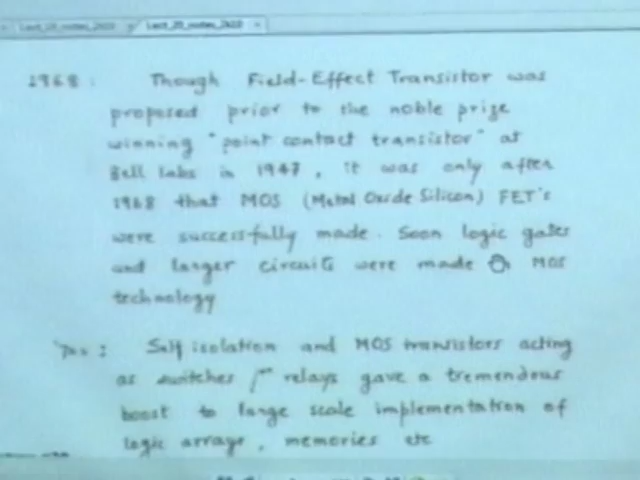 1968: Though Field-Effect Transistor was
proposed prior to the noble prize
winning "point contact transistor" at
Bell labs in 1947, it was only after
1968 that MOS (Metal Oxide Silicon) FET's
were successfully made. Soon logic gates
and larger circuits were made MOS
technology
Self isolation and MOS transistors acting
as switches / relays gave a tremendous
boost to large scale implementation of
logic arrays, memories etc